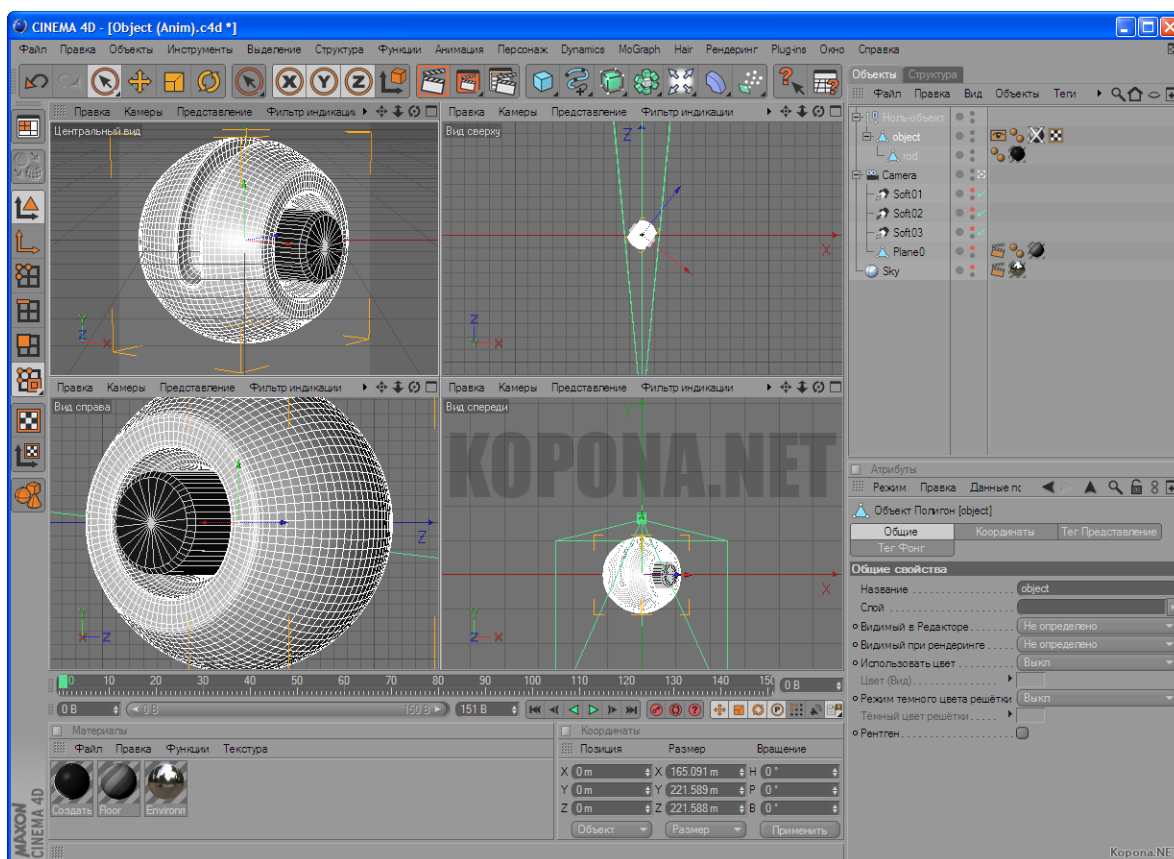 CINEMA 4D - [Object (Anim).c4d *]
Файл Правка Объекты Инструменты Выделение Структура Функции Анимация Персонаж Dynamics MoGraph Hair Рендеринг Plug-ins Окно Справка
Объекты Структура
Файл Правка Вид Объекты Теги
Правка Камеры Представление Фильтр индикации
Правка Камеры Представление Фильтр индикации
Центральный вид
Вид сверху
Ноль-объект
object
rod
Camera
Soft01
Soft02
Soft03
Plane0
Sky
Правка Камеры Представление Фильтр индикации
Правка Камеры Представление Фильтр индикации
Вид справа
Вид спереди
KOPONA.NET
Атрибуты
Режим Правка Данные пс
Объект Полигон [object]
Общие Координаты Тег Представление
Тег Фонг
Общие свойства
Название object
Слой
Видимый в Редакторе Не определено
Видимый при рендеринге Не определено
Использовать цвет Выкл
Цвет (Вид)
Режим темного цвета решётки Выкл
Тёмный цвет решётки
Рентген
0 10 20 30 40 50 60 70 80 90 100 110 120 130 140 150 0 B
0 B 0 B 150 B 151 B
Материалы
Файл Правка Функции Текстура
Создать Floor Environm
Координаты
Позиция Размер Вращение
X 0 m X 165.091 m H 0 °
Y 0 m Y 221.589 m P 0 °
Z 0 m Z 221.588 m B 0 °
Объект Размер Применить
MAXON
CINEMA 4D
Kopona.NET